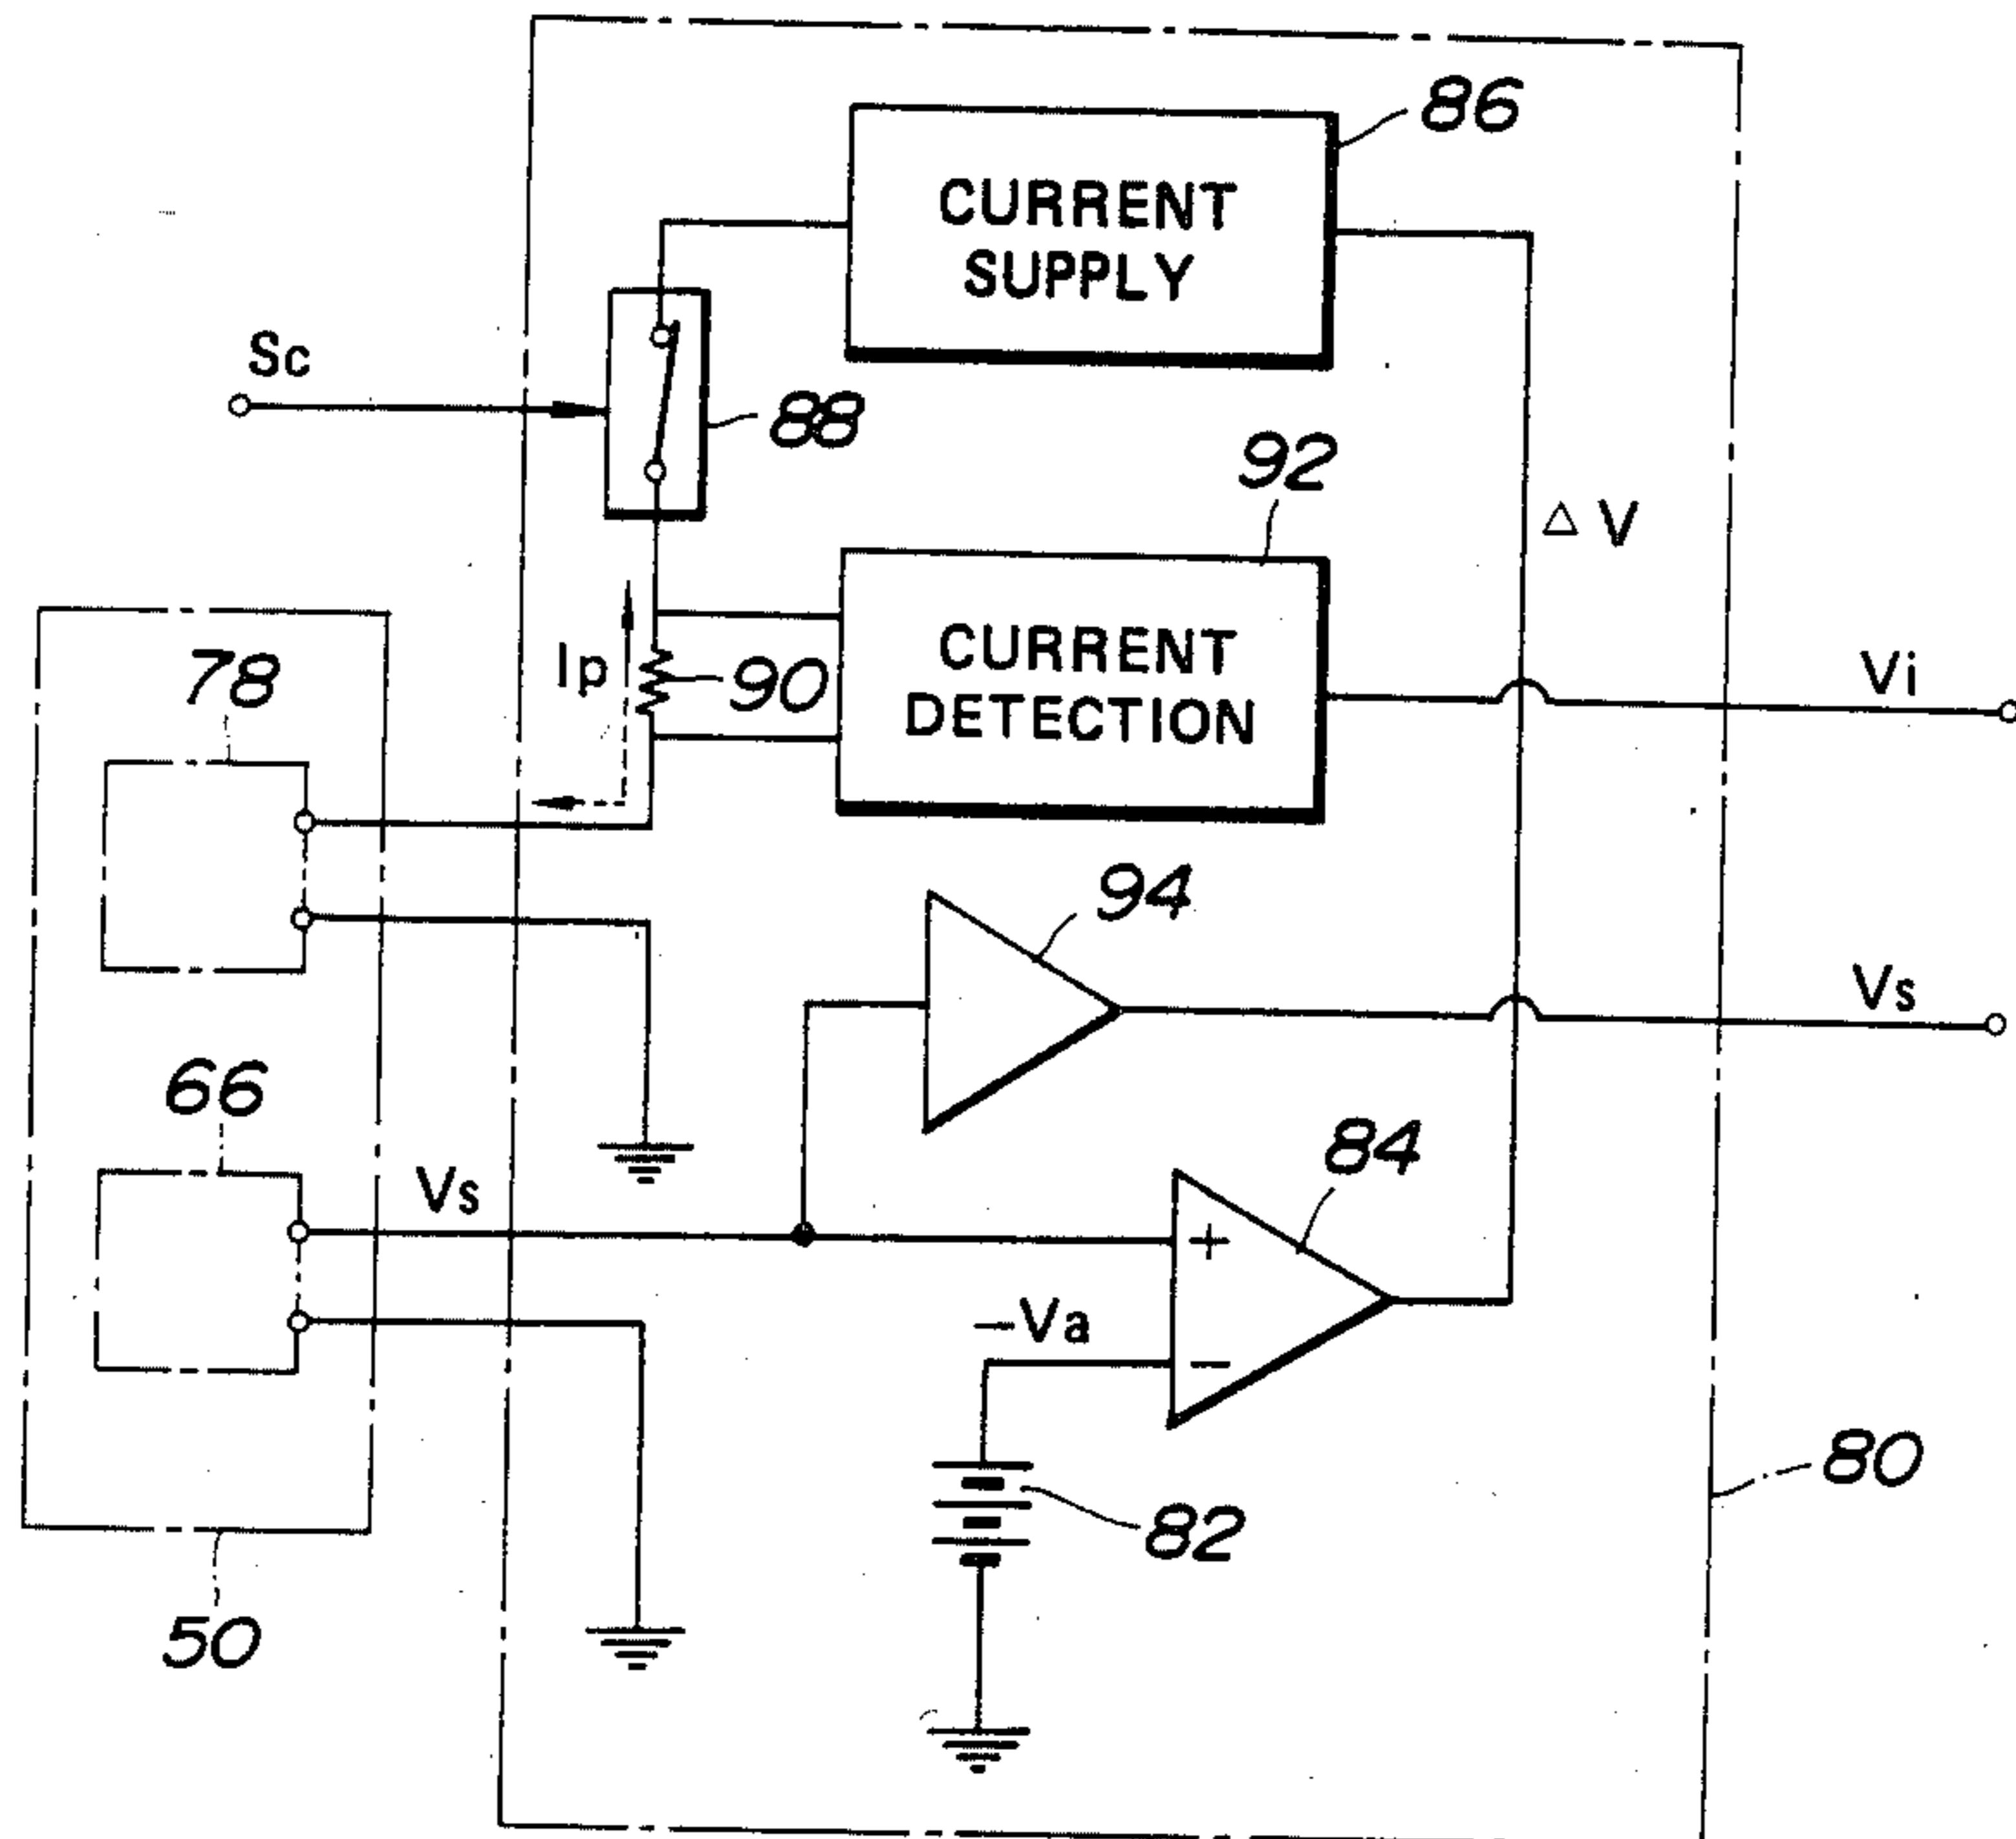 86
CURRENT
SUPPLY
Sc
88
92
△ V
78
Ip
90
CURRENT
DETECTION
Vi
94
Vs
66
Vs
84
+
-Va
−
80
82
50